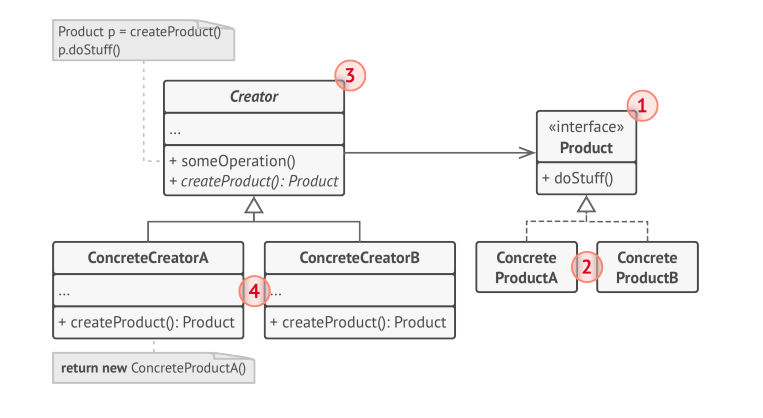 Product p = createProduct()
p.doStuff()
3
Creator
...
+ someOperation()
+ createProduct(): Product
1
«interface»
Product
+ doStuff()
ConcreteCreatorA
...
+ createProduct(): Product
4
ConcreteCreatorB
...
+ createProduct(): Product
Concrete
ProductA
2
Concrete
ProductB
return new ConcreteProductA()